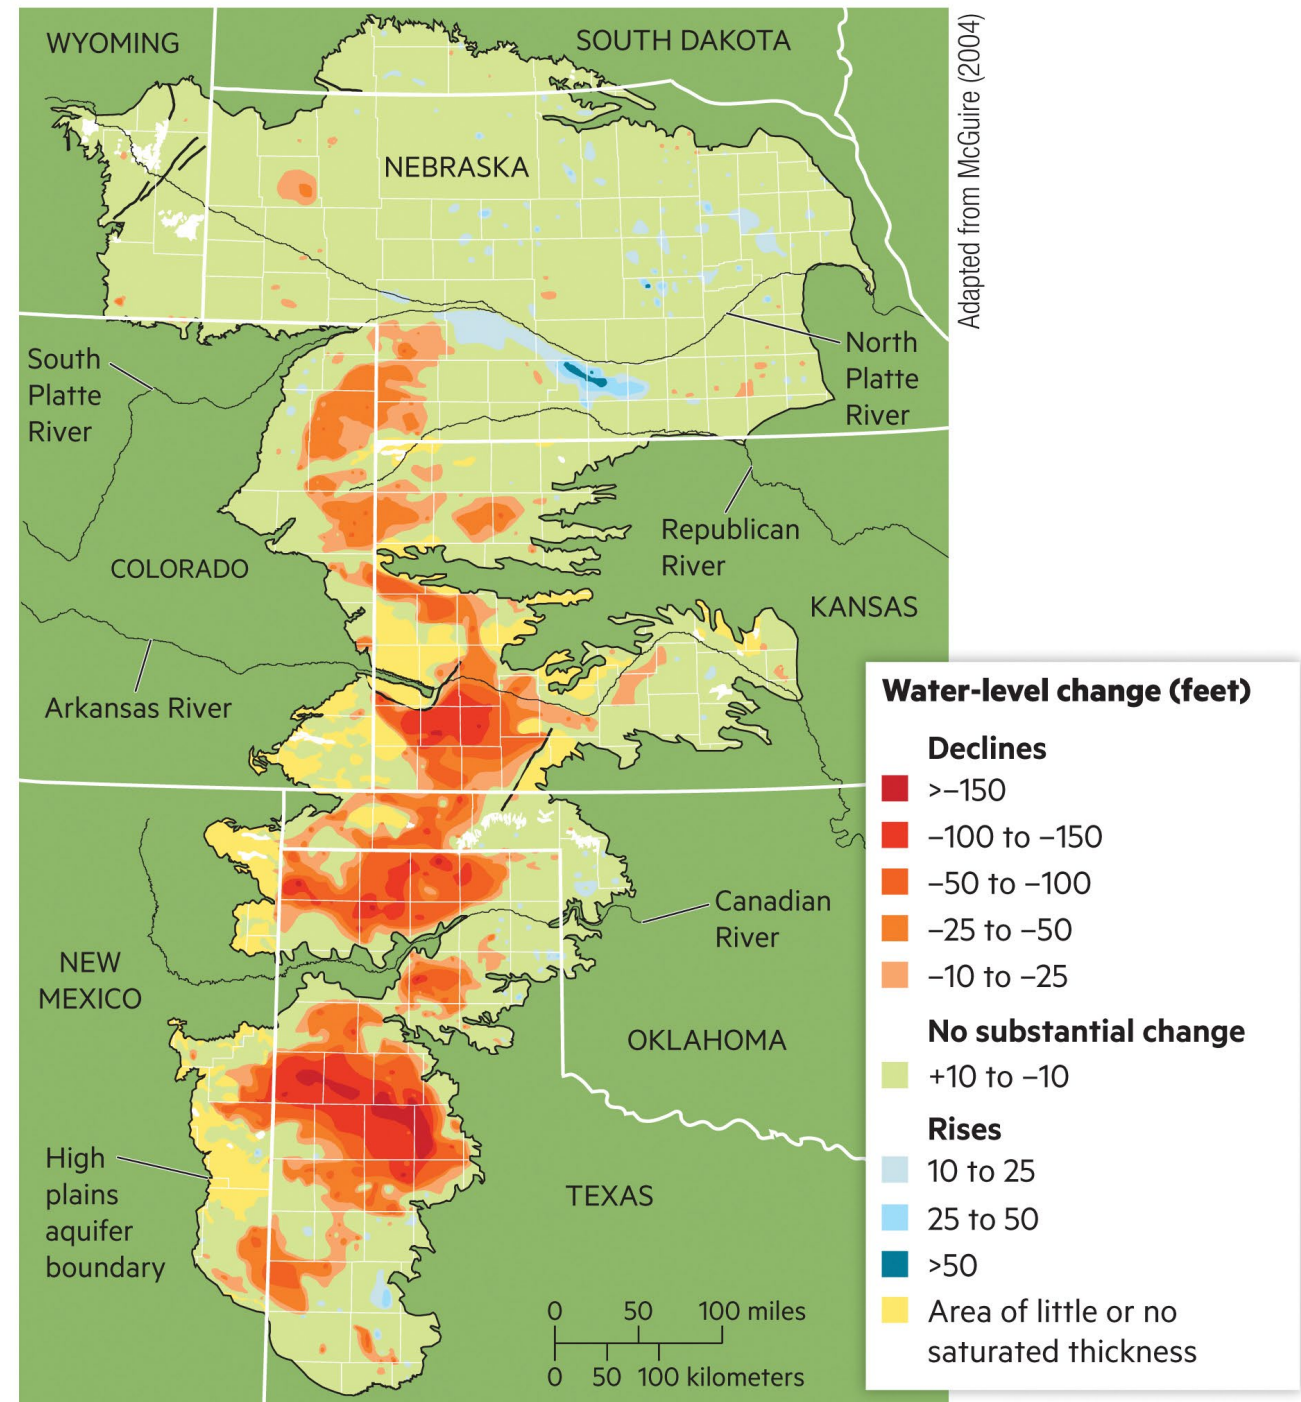 WYOMING
SOUTH DAKOTA
NEBRASKA
Adapted from McGuire (2004)
South
Platte
River
North
Platte
River
Republican
River
COLORADO
KANSAS
Arkansas River
Canadian
River
NEW
MEXICO
OKLAHOMA
High
plains
aquifer
boundary
TEXAS
0 50 100 miles
0 50 100 kilometers
Water-level change (feet)
Declines
>–150
–100 to –150
–50 to –100
–25 to –50
–10 to –25
No substantial change
+10 to –10
Rises
10 to 25
25 to 50
>50
Area of little or no
saturated thickness